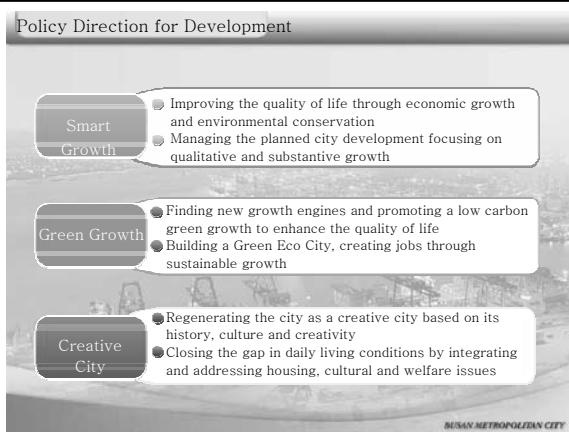 Policy Direction for Development
Smart
Growth
Improving the quality of life through economic growth
and environmental conservation
Managing the planned city development focusing on
qualitative and substantive growth
Green Growth
Finding new growth engines and promoting a low carbon
green growth to enhance the quality of life
Building a Green Eco City, creating jobs through
sustainable growth
Creative
City
Regenerating the city as a creative city based on its
history, culture and creativity
Closing the gap in daily living conditions by integrating
and addressing housing, cultural and welfare issues
BUSAN METROPOLITAN CITY